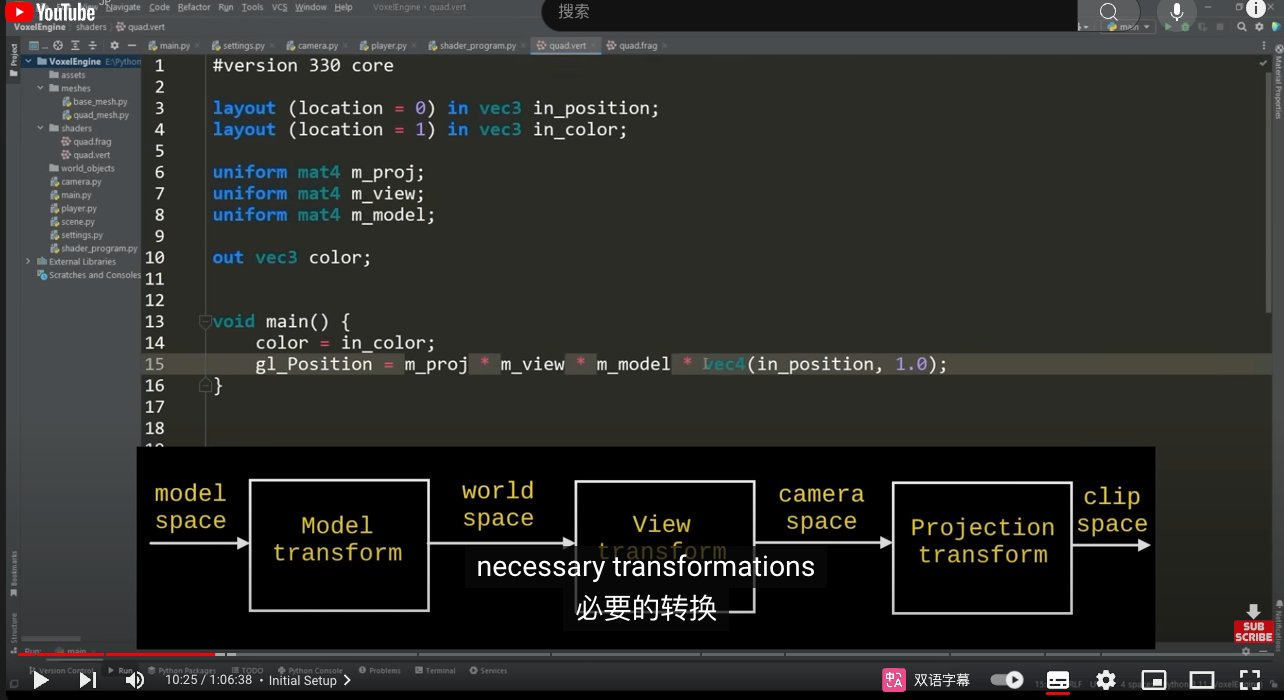 YouTube
Navigate Code Refactor Run Tools VCS Window Help VoxelEngine - quad.vert
搜索
VoxelEngine shaders quad.vert
main
Project
main.py settings.py camera.py player.py shader_program.py quad.vert quad.frag
VoxelEngine E:\Python
assets
meshes
base_mesh.py
quad_mesh.py
shaders
quad.frag
quad.vert
world_objects
camera.py
main.py
player.py
scene.py
settings.py
shader_program.py
External Libraries
Scratches and Consoles
Material Properties
1 #version 330 core
2
3 layout (location = 0) in vec3 in_position;
4 layout (location = 1) in vec3 in_color;
5
6 uniform mat4 m_proj;
7 uniform mat4 m_view;
8 uniform mat4 m_model;
9
10 out vec3 color;
11
12
13 void main() {
14 color = in_color;
15 gl_Position = m_proj * m_view * m_model * vec4(in_position, 1.0);
16 }
17
18
model space
Model transform
world space
View transform
camera space
Projection transform
clip space
necessary transformations
必要的转换
Bookmarks
Structure
Notifications
SUB
SCRIBE
Run: main
Version Control Run Python Packages TODO Python Console Problems Terminal Services
10:25 / 1:06:38 • Initial Setup
双语字幕